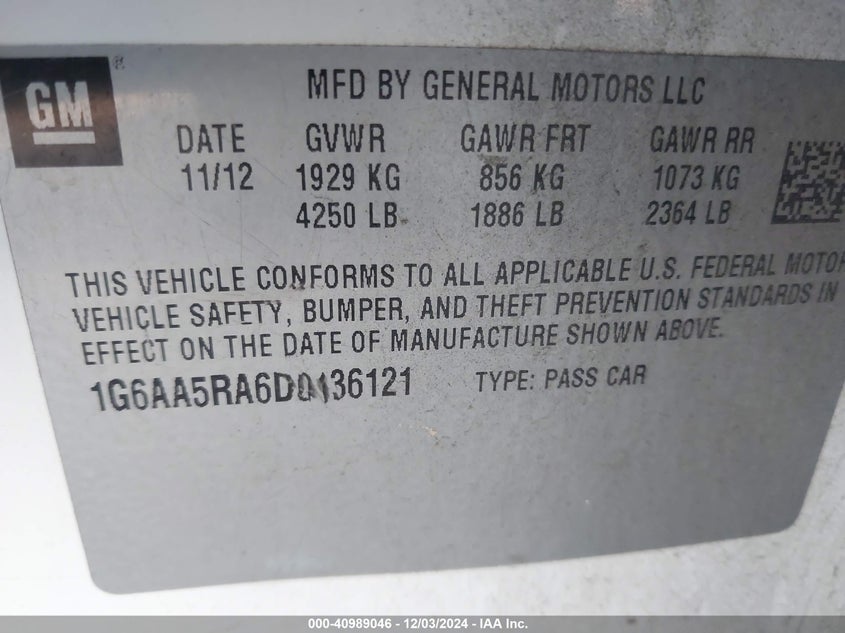 GM
MFD BY GENERAL MOTORS LLC
DATE GVWR GAWR FRT GAWR RR
11/12 1929 KG 856 KG 1073 KG
4250 LB 1886 LB 2364 LB
THIS VEHICLE CONFORMS TO ALL APPLICABLE U.S. FEDERAL MOTOR
VEHICLE SAFETY, BUMPER, AND THEFT PREVENTION STANDARDS IN
EFFECT ON THE DATE OF MANUFACTURE SHOWN ABOVE.
1G6AA5RA6D0136121 TYPE: PASS CAR
000-40989046 - 12/03/2024 - 1IAA Inc.